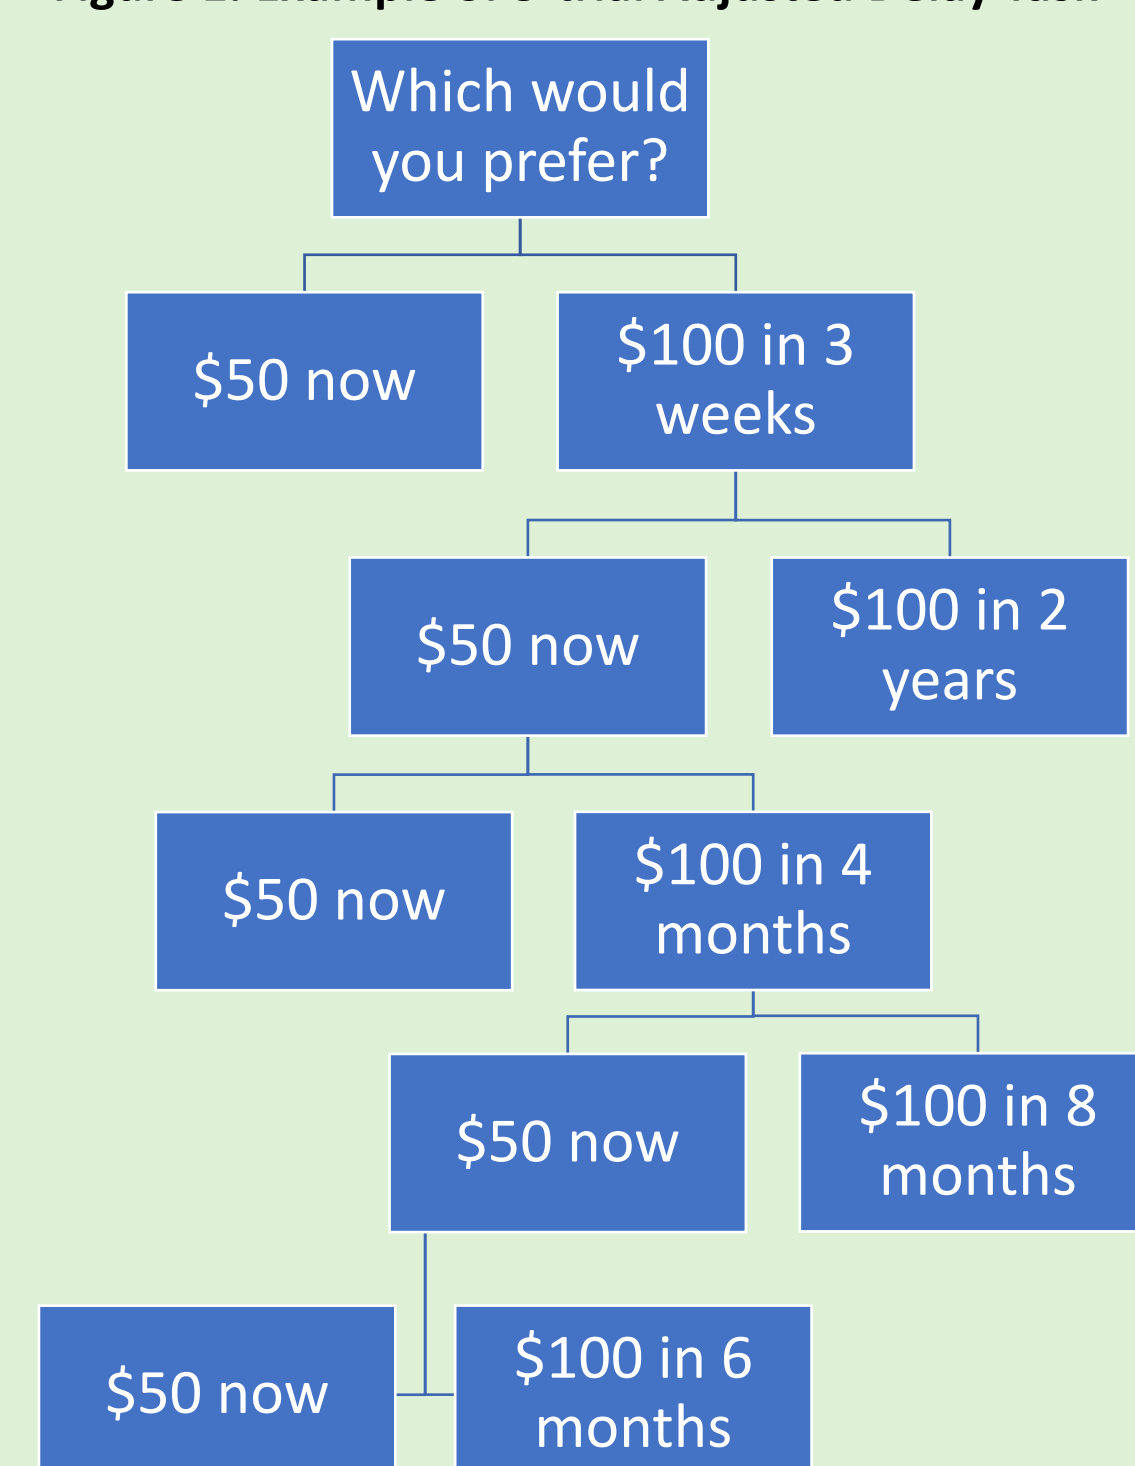 Which would
you prefer?
$50 now
$100 in 3
weeks
$50 now
$100 in 2
years
$50 now
$100 in 4
months
$50 now
$100 in 8
months
$50 now
$100 in 6
months